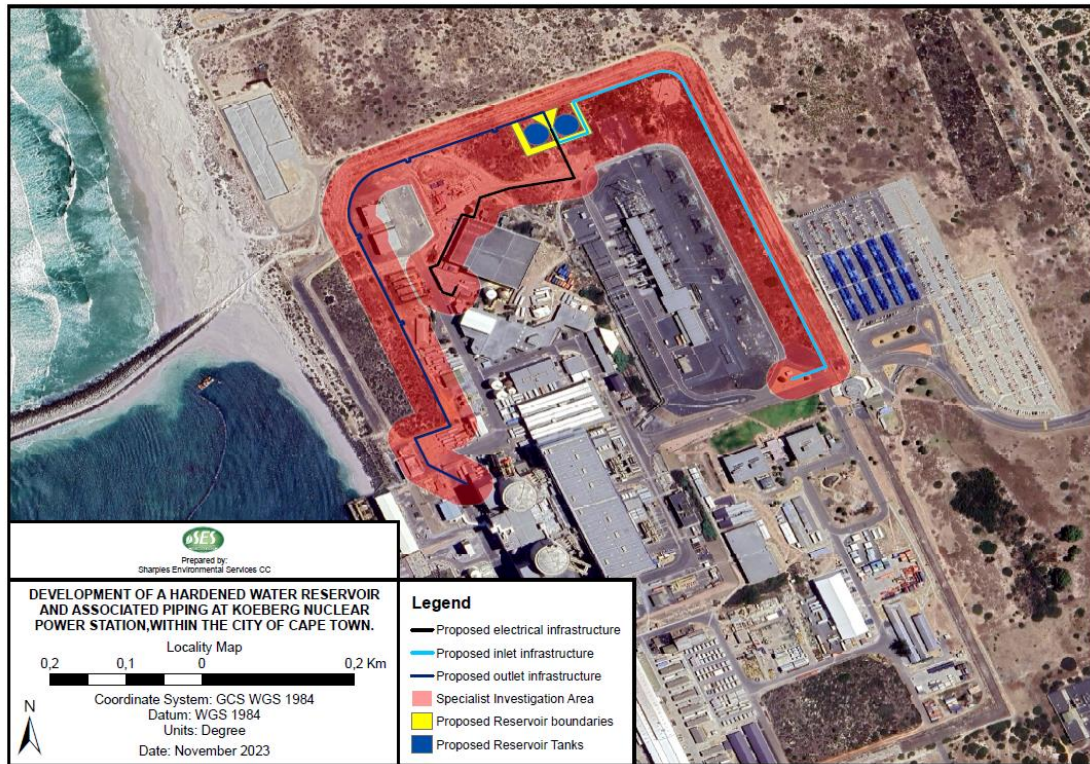 SES
Prepared by:
Sharples Environmental Services CC
DEVELOPMENT OF A HARDENED WATER RESERVOIR
AND ASSOCIATED PIPING AT KOEBERG NUCLEAR
POWER STATION,WITHIN THE CITY OF CAPE TOWN.
Locality Map
0,2 0,1 0 0,2 Km
Coordinate System: GCS WGS 1984
Datum: WGS 1984
Units: Degree
Date: November 2023
N
Legend
Proposed electrical infrastructure
Proposed inlet infrastructure
Proposed outlet infrastructure
Specialist Investigation Area
Proposed Reservoir boundaries
Proposed Reservoir Tanks